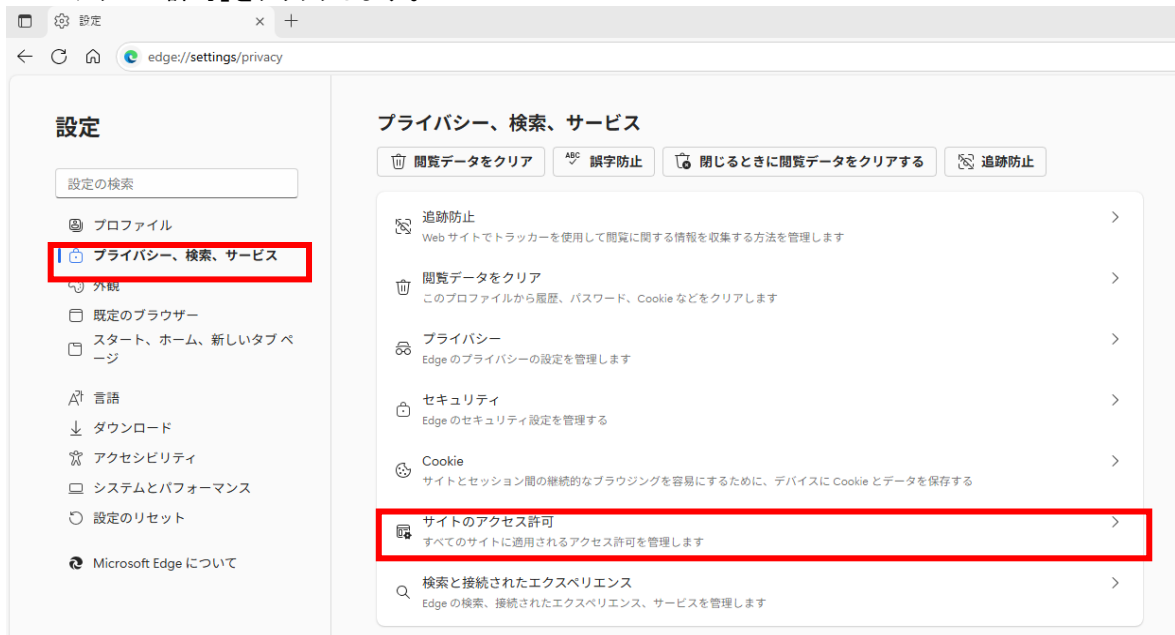 設定
edge://settings/privacy
設定
設定の検索
プロファイル
プライバシー、検索、サービス
外観
既定のブラウザー
スタート、ホーム、新しいタブ ペ
ージ
言語
ダウンロード
アクセシビリティ
システムとパフォーマンス
設定のリセット
Microsoft Edge について
プライバシー、検索、サービス
閲覧データをクリア
ABC 誤字防止
閉じるときに閲覧データをクリアする
追跡防止
追跡防止
Web サイトでトラッカーを使用して閲覧に関する情報を収集する方法を管理します
閲覧データをクリア
このプロファイルから履歴、パスワード、Cookie などをクリアします
プライバシー
Edge のプライバシーの設定を管理します
セキュリティ
Edge のセキュリティ設定を管理する
Cookie
サイトとセッション間の継続的なブラウジングを容易にするために、デバイスに Cookie とデータを保存する
サイトのアクセス許可
すべてのサイトに適用されるアクセス許可を管理します
検索と接続されたエクスペリエンス
Edge の検索、接続されたエクスペリエンス、サービスを管理します